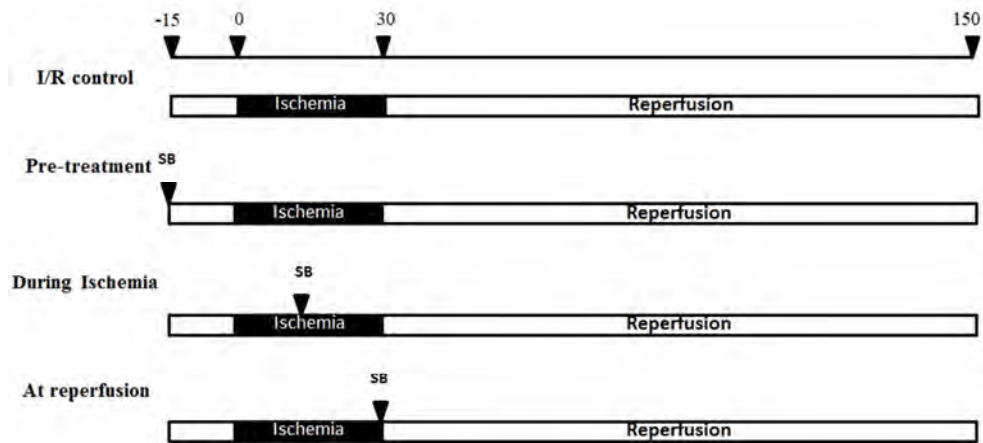 -15 0 30 150
I/R control
Ischemia Reperfusion
Pre-treatment SB
Ischemia Reperfusion
During Ischemia
SB
Ischemia Reperfusion
At reperfusion
SB
Ischemia Reperfusion